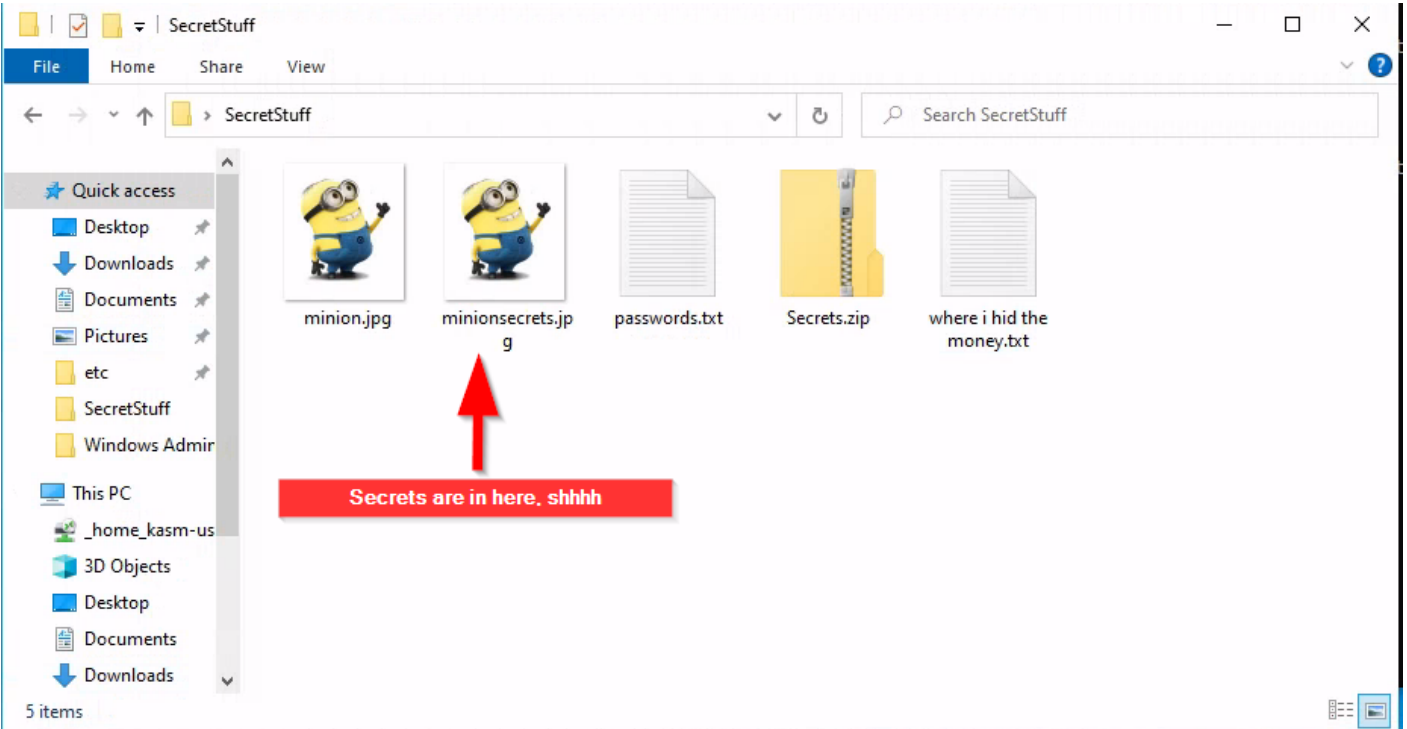 SecretStuff
File Home Share View
SecretStuff
Search SecretStuff
Quick access
Desktop
Downloads
Documents
Pictures
etc
SecretStuff
Windows Admin
This PC
_home_kasm-us
3D Objects
Desktop
Documents
Downloads
minion.jpg
minionsecrets.jp
g
passwords.txt
Secrets.zip
where i hid the
money.txt
Secrets are in here, shhhh
5 items